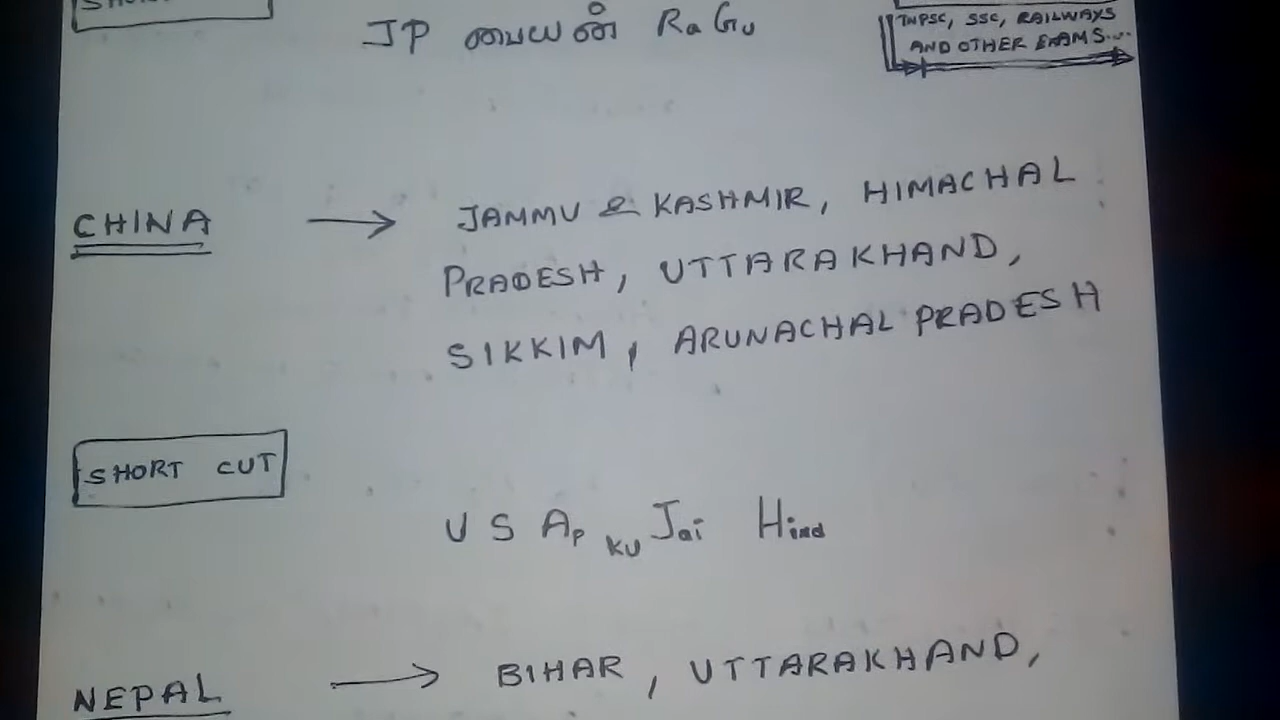 JP பையன் RaGu
TNPSC, SSC, RAILWAYS
AND OTHER EXAMS...
CHINA → JAMMU & KASHMIR, HIMACHAL
PRADESH, UTTARAKHAND,
SIKKIM, ARUNACHAL PRADESH
SHORT CUT
U S Ap KU Jai Hind
NEPAL → BIHAR, UTTARAKHAND,